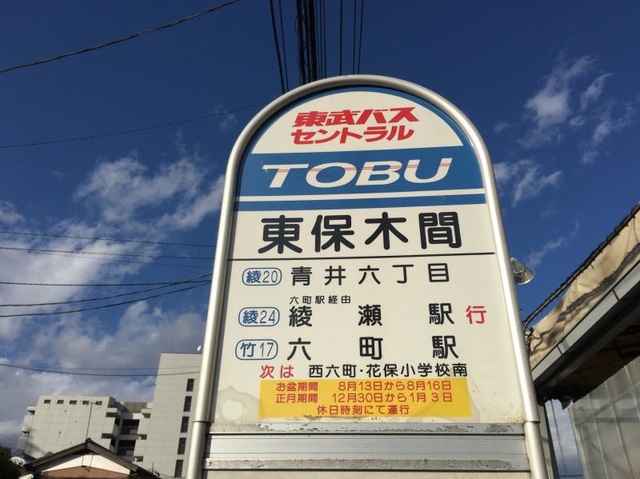 東武バス
セントラル
TOBU
東保木間
綾20 青井六丁目
六町駅経由
綾24 綾瀬駅行
竹17 六町駅
次は 西六町・花保小学校南
お盆期間 8月13日から8月16日
正月期間 12月30日から1月3日
休日時刻にて運行